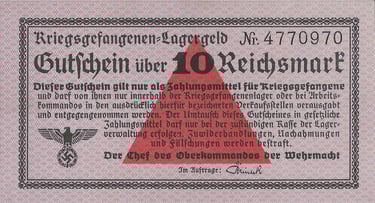 Kriegsgefangenen-Lagergeld Nr. 4770970
Gutschein über 10 Reichsmark
Dieser Gutschein gilt nur als Zahlungsmittel für Kriegsgefangene
und darf von ihnen nur innerhalb der Kriegsgefangenenlager oder bei Arbeits-
kommandos in den ausdrücklich hierfür bezeichneten Verkaufsstellen verausgabt
und entgegengenommen werden. Der Umtausch dieses Gutscheines in gesetzliche
Zahlungsmittel darf nur bei der zuständigen Kasse der Lager-
verwaltung erfolgen. Zuwiderhandlungen, Nachahmungen
und Fälschungen werden bestraft.
Der Chef des Oberkommandos der Wehrmacht
Im Auftrage: